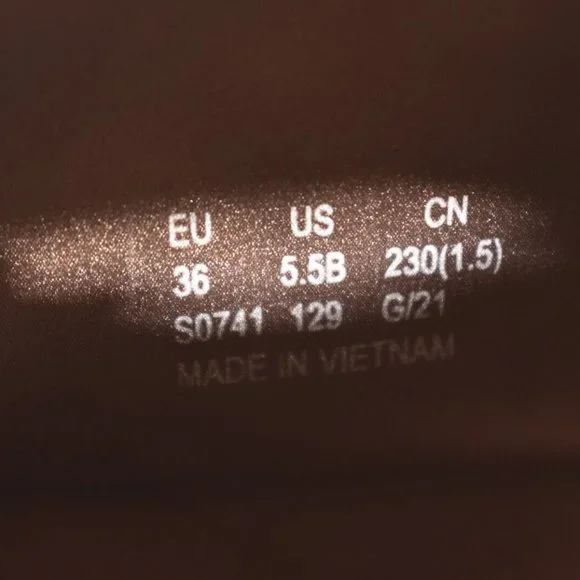 EU US CN
36 5.5B 230(1.5)
S0741 129 G/21
MADE IN VIETNAM